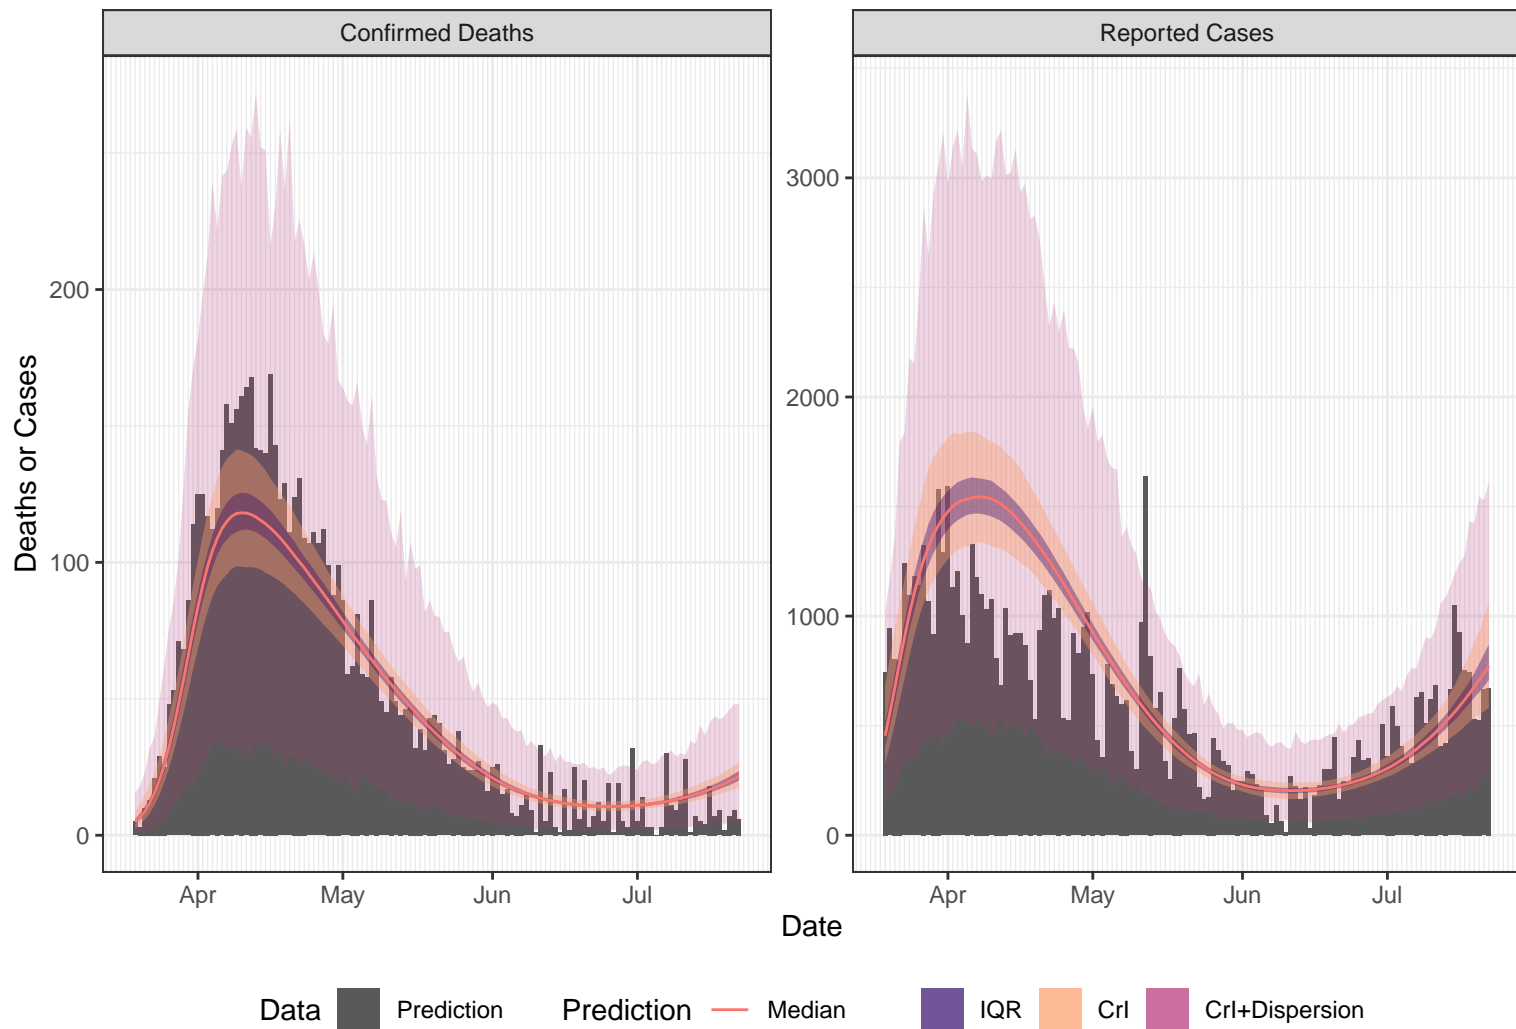 Confirmed Deaths
Reported Cases
Deaths or Cases
200
100
0
3000
2000
1000
0
Apr May Jun Jul
Apr May Jun Jul
Date
Data Prediction Prediction Median IQR CrI CrI+Dispersion